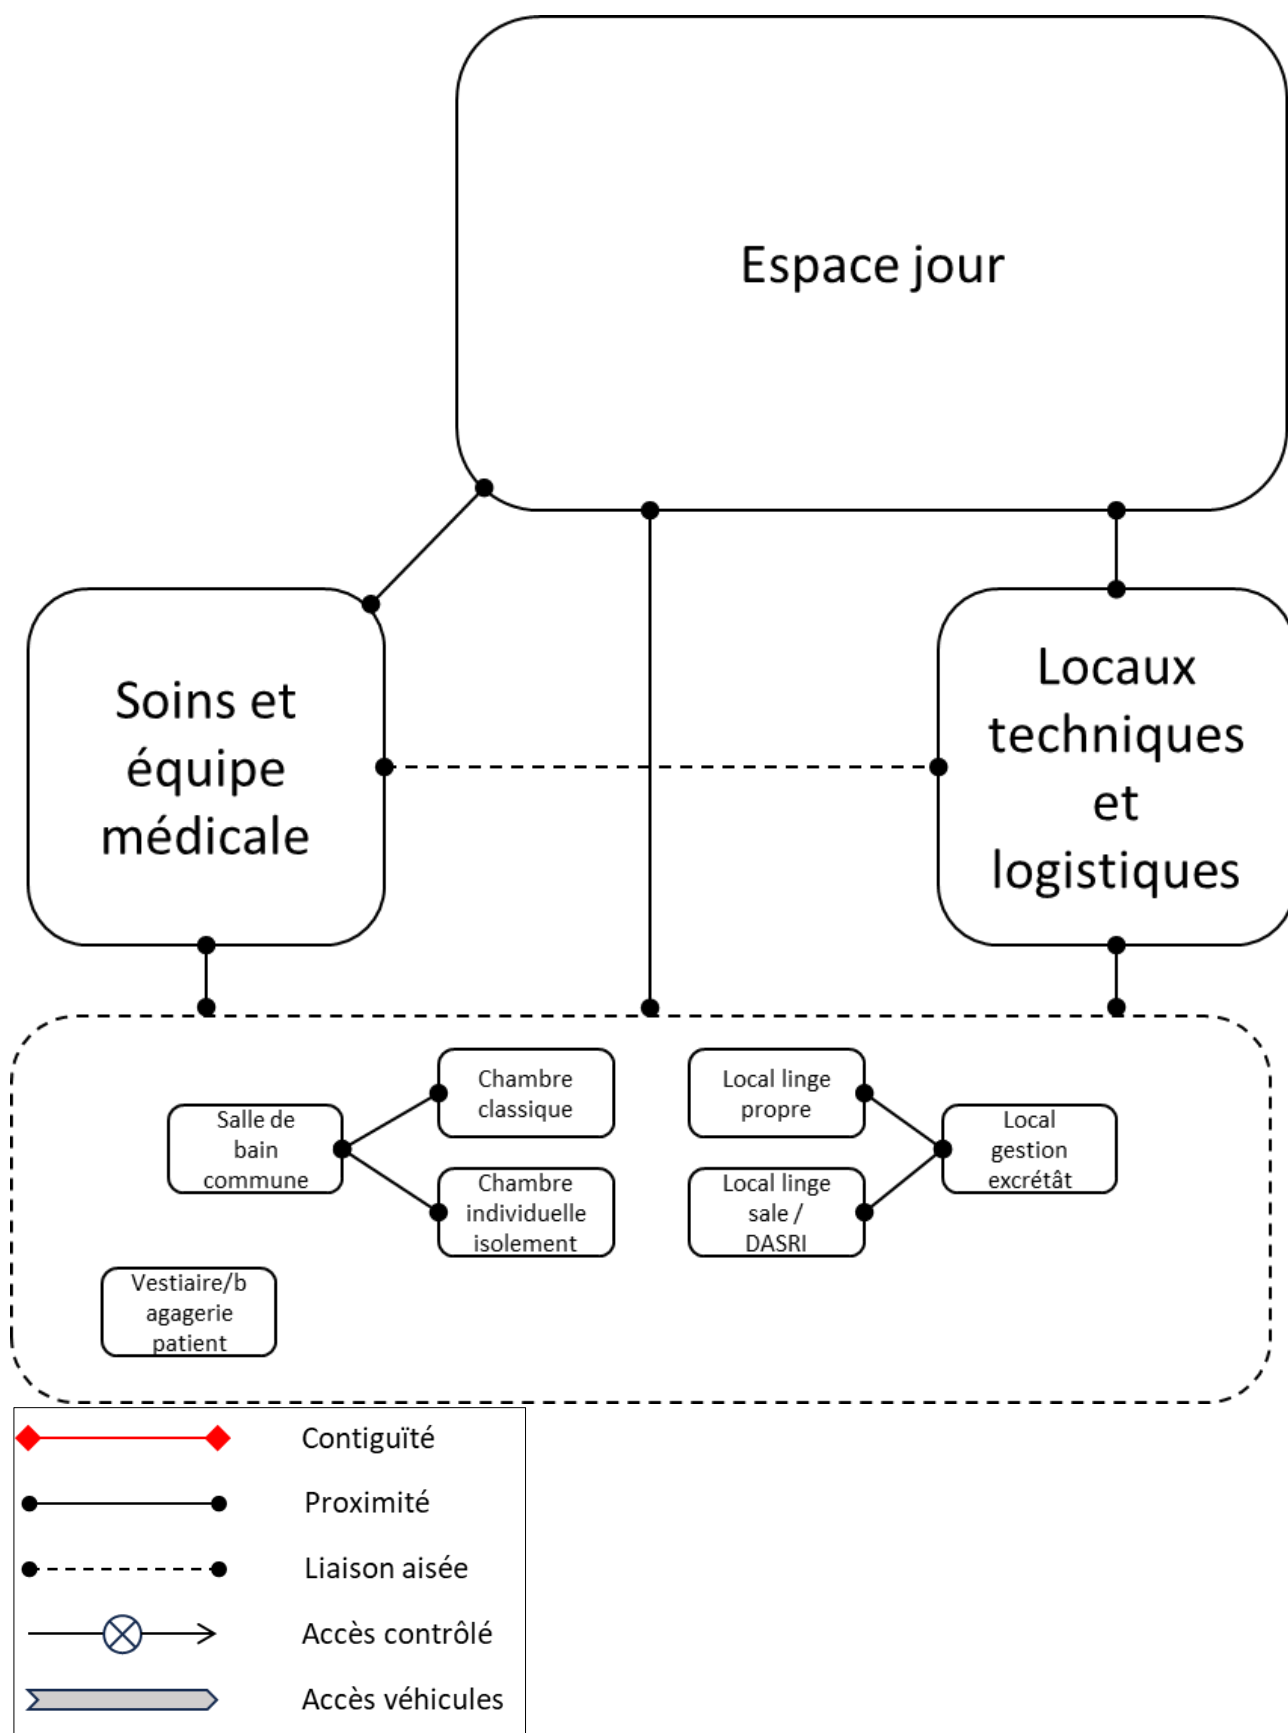 Espace jour
Soins et
équipe
médicale
Locaux
techniques
et
logistiques
Salle de
bain
commune
Chambre
classique
Chambre
individuelle
isolement
Local linge
propre
Local linge
sale /
DASRI
Local
gestion
excrétât
Vestiaire/b
agagerie
patient
Contiguïté
Proximité
Liaison aisée
Accès contrôlé
Accès véhicules